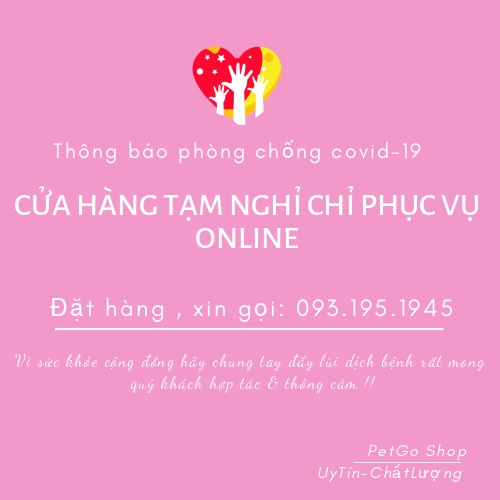 Thông báo phòng chống covid-19
CỬA HÀNG TẠM NGHỈ CHỈ PHỤC VỤ
ONLINE
Đặt hàng , xin gọi: 093.195.1945
Vì sức khỏe cộng đồng hãy chung tay đẩy lùi dịch bệnh rất mong
quý khách hợp tác & thông cảm !!
PetGo Shop
UyTín-ChấtLượng